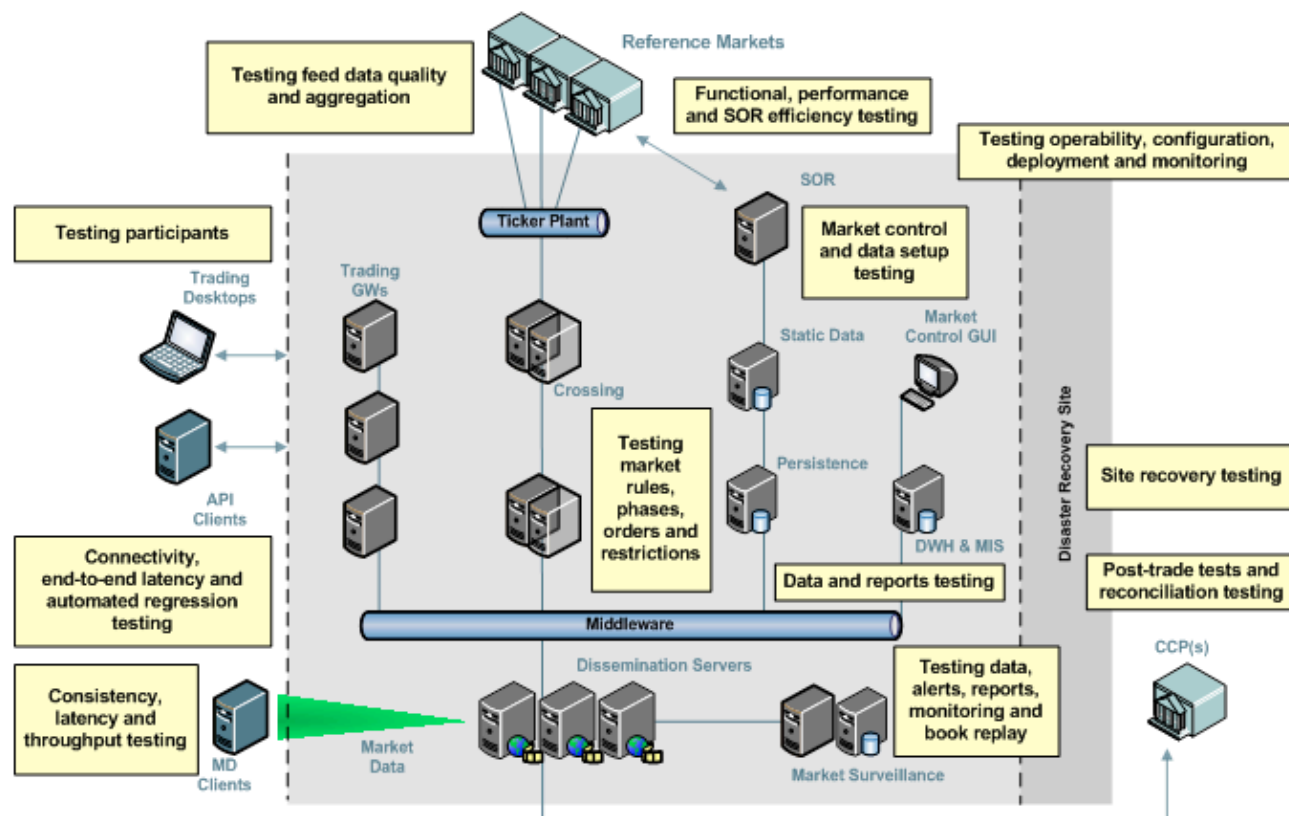 Reference Markets
Testing feed data quality
and aggregation
Functional, performance
and SOR efficiency testing
Testing operability, configuration,
deployment and monitoring
SOR
Ticker Plant
Testing participants
Market control
and data setup
testing
Trading
Desktops
Trading
GWs
Static Data
Market
Control GUI
Crossing
Testing
market
rules,
phases,
orders and
restrictions
Persistence
Disaster Recovery Site
Site recovery testing
API
Clients
DWH & MIS
Connectivity,
end-to-end latency and
automated regression
testing
Data and reports testing
Post-trade tests and
reconciliation testing
Middleware
Dissemination Servers
CCP(s)
Testing data,
alerts, reports,
monitoring and
book replay
Consistency,
latency and
throughput testing
Market
Data
MD
Clients
Market Surveillance